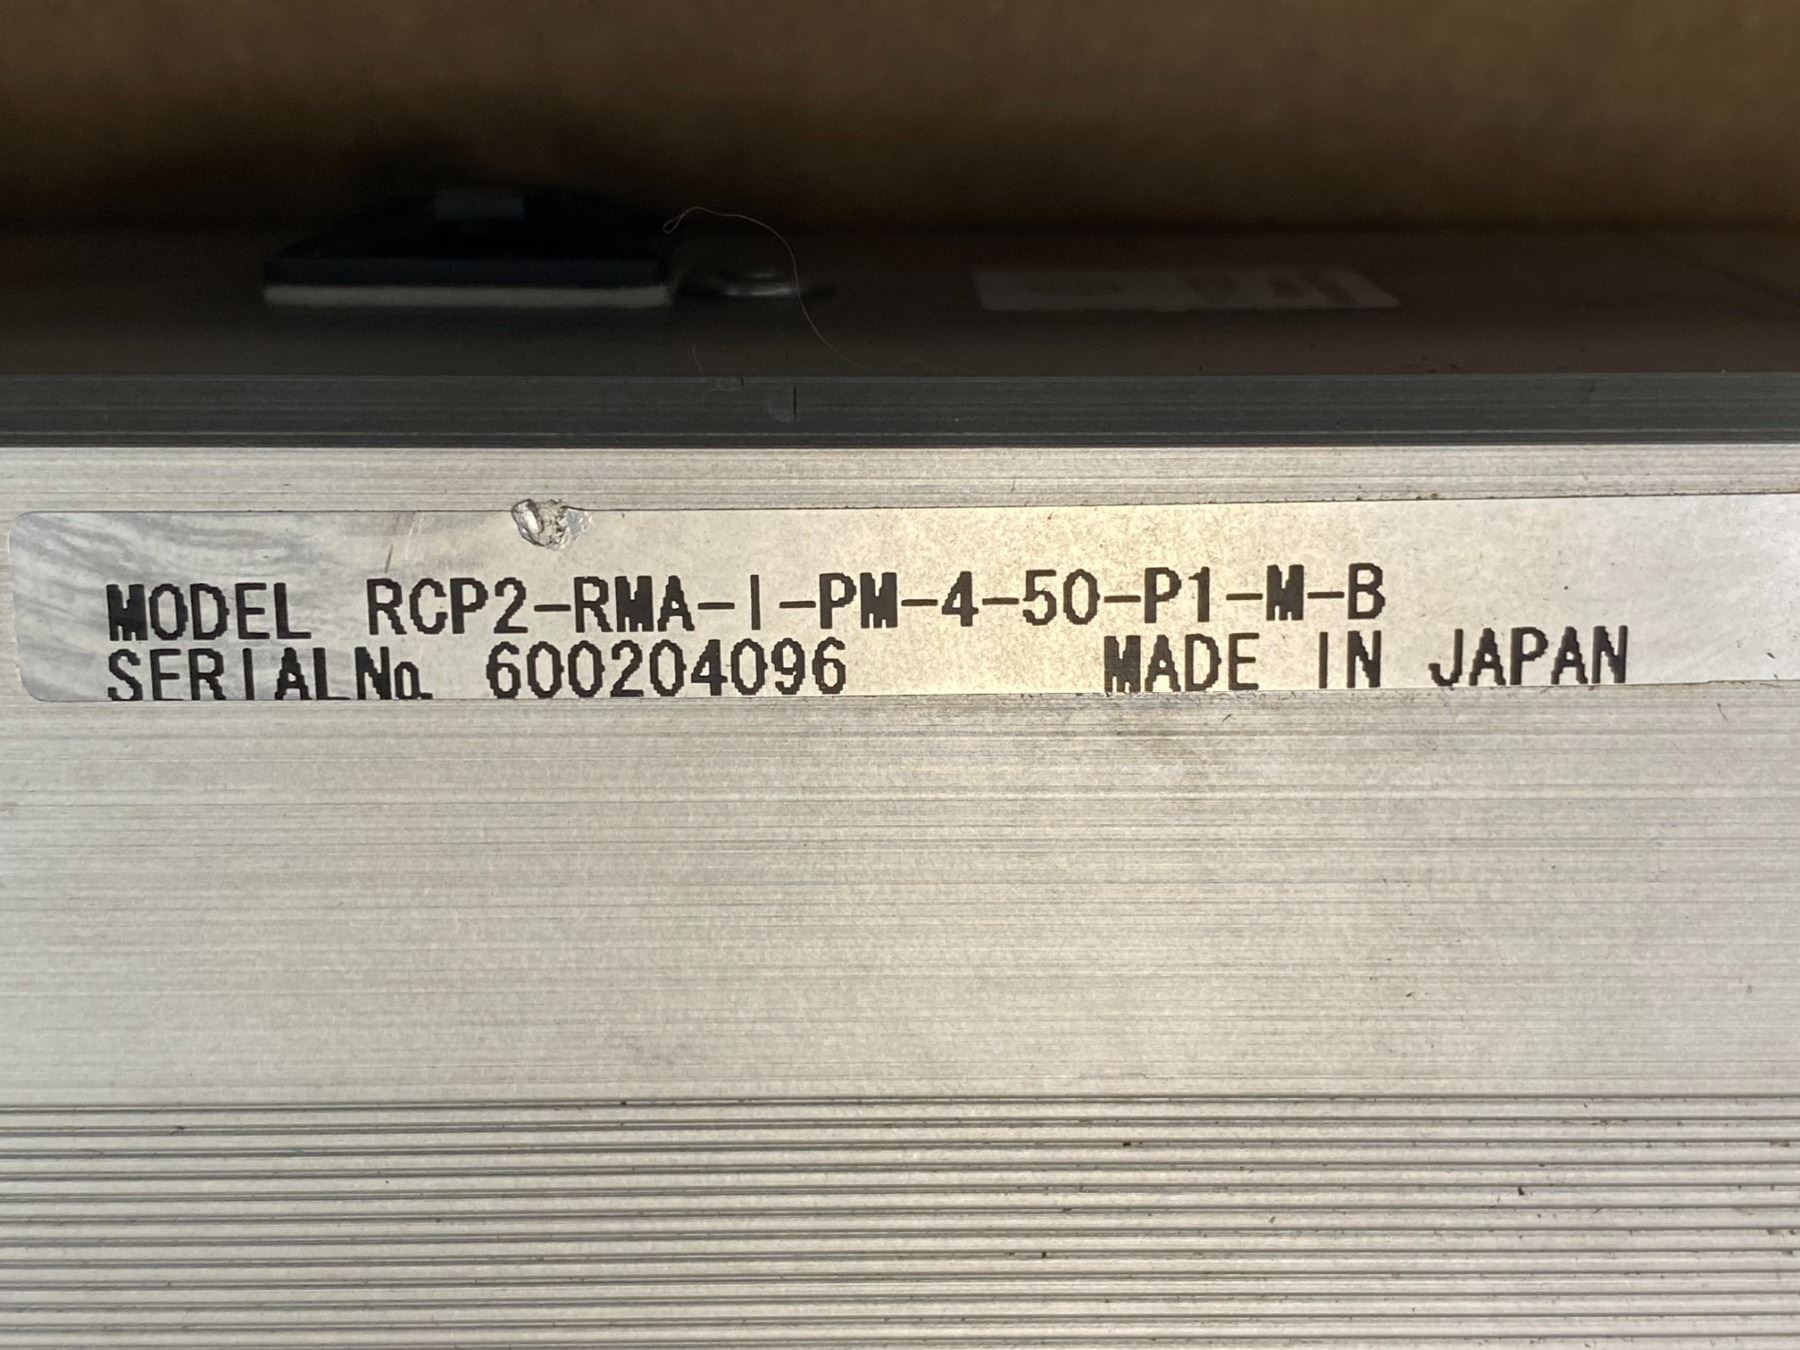 MODEL RCP2-RMA-I-PM-4-50-P1-M-B
SERIALNo. 600204096 MADE IN JAPAN